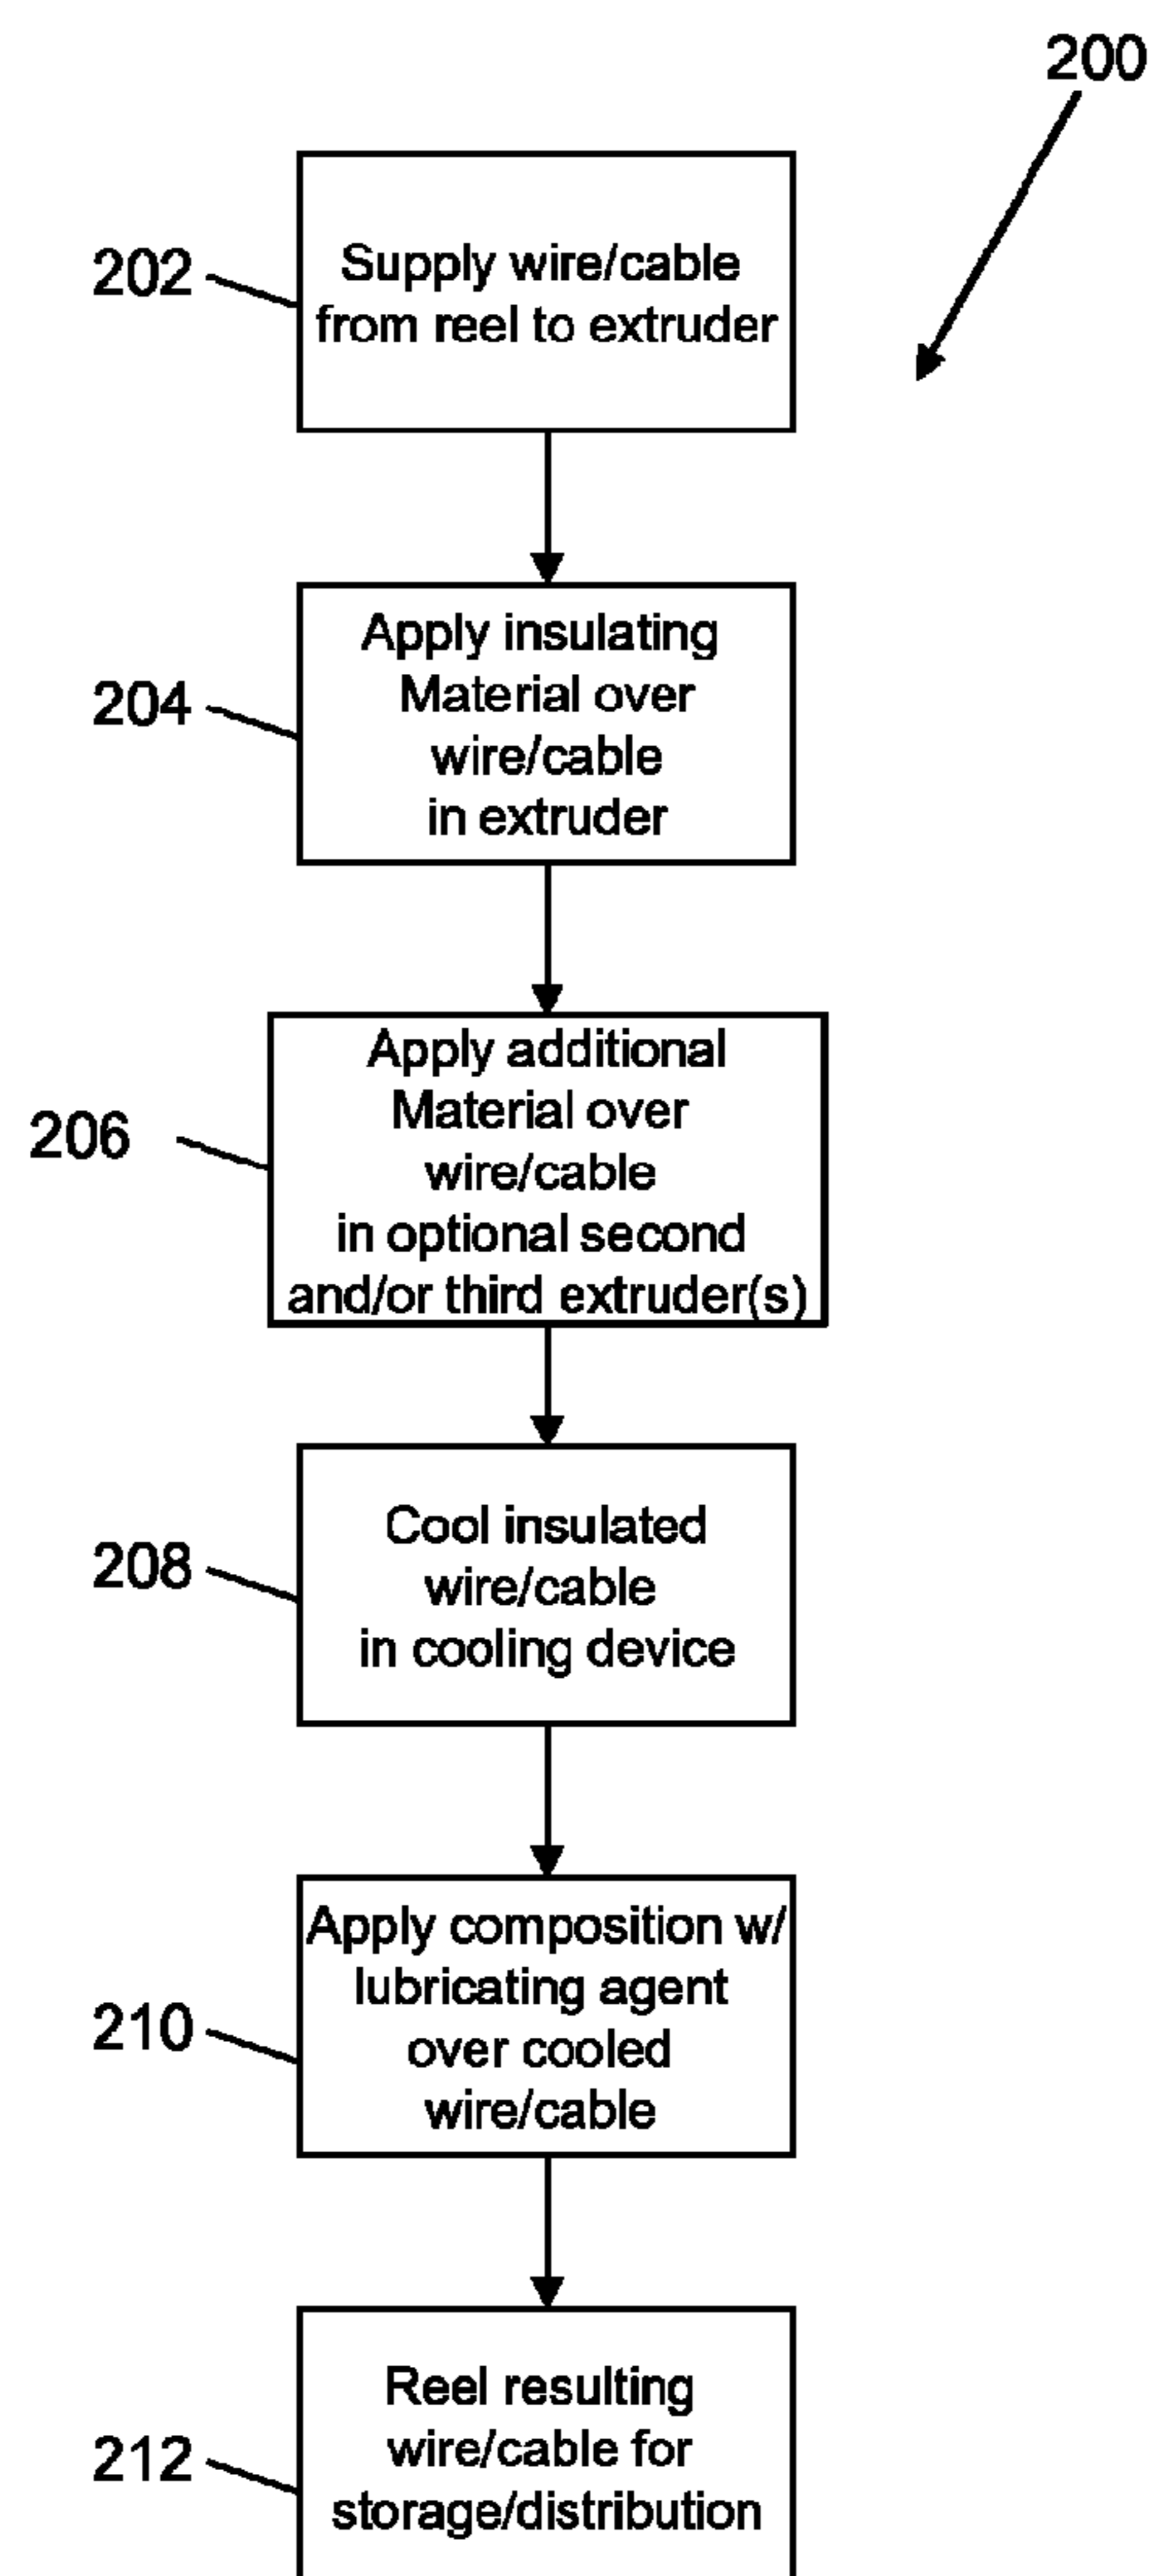 200
202
Supply wire/cable
from reel to extruder
204
Apply insulating
Material over
wire/cable
in extruder
206
Apply additional
Material over
wire/cable
in optional second
and/or third extruder(s)
208
Cool insulated
wire/cable
in cooling device
210
Apply composition w/
lubricating agent
over cooled
wire/cable
212
Reel resulting
wire/cable for
storage/distribution